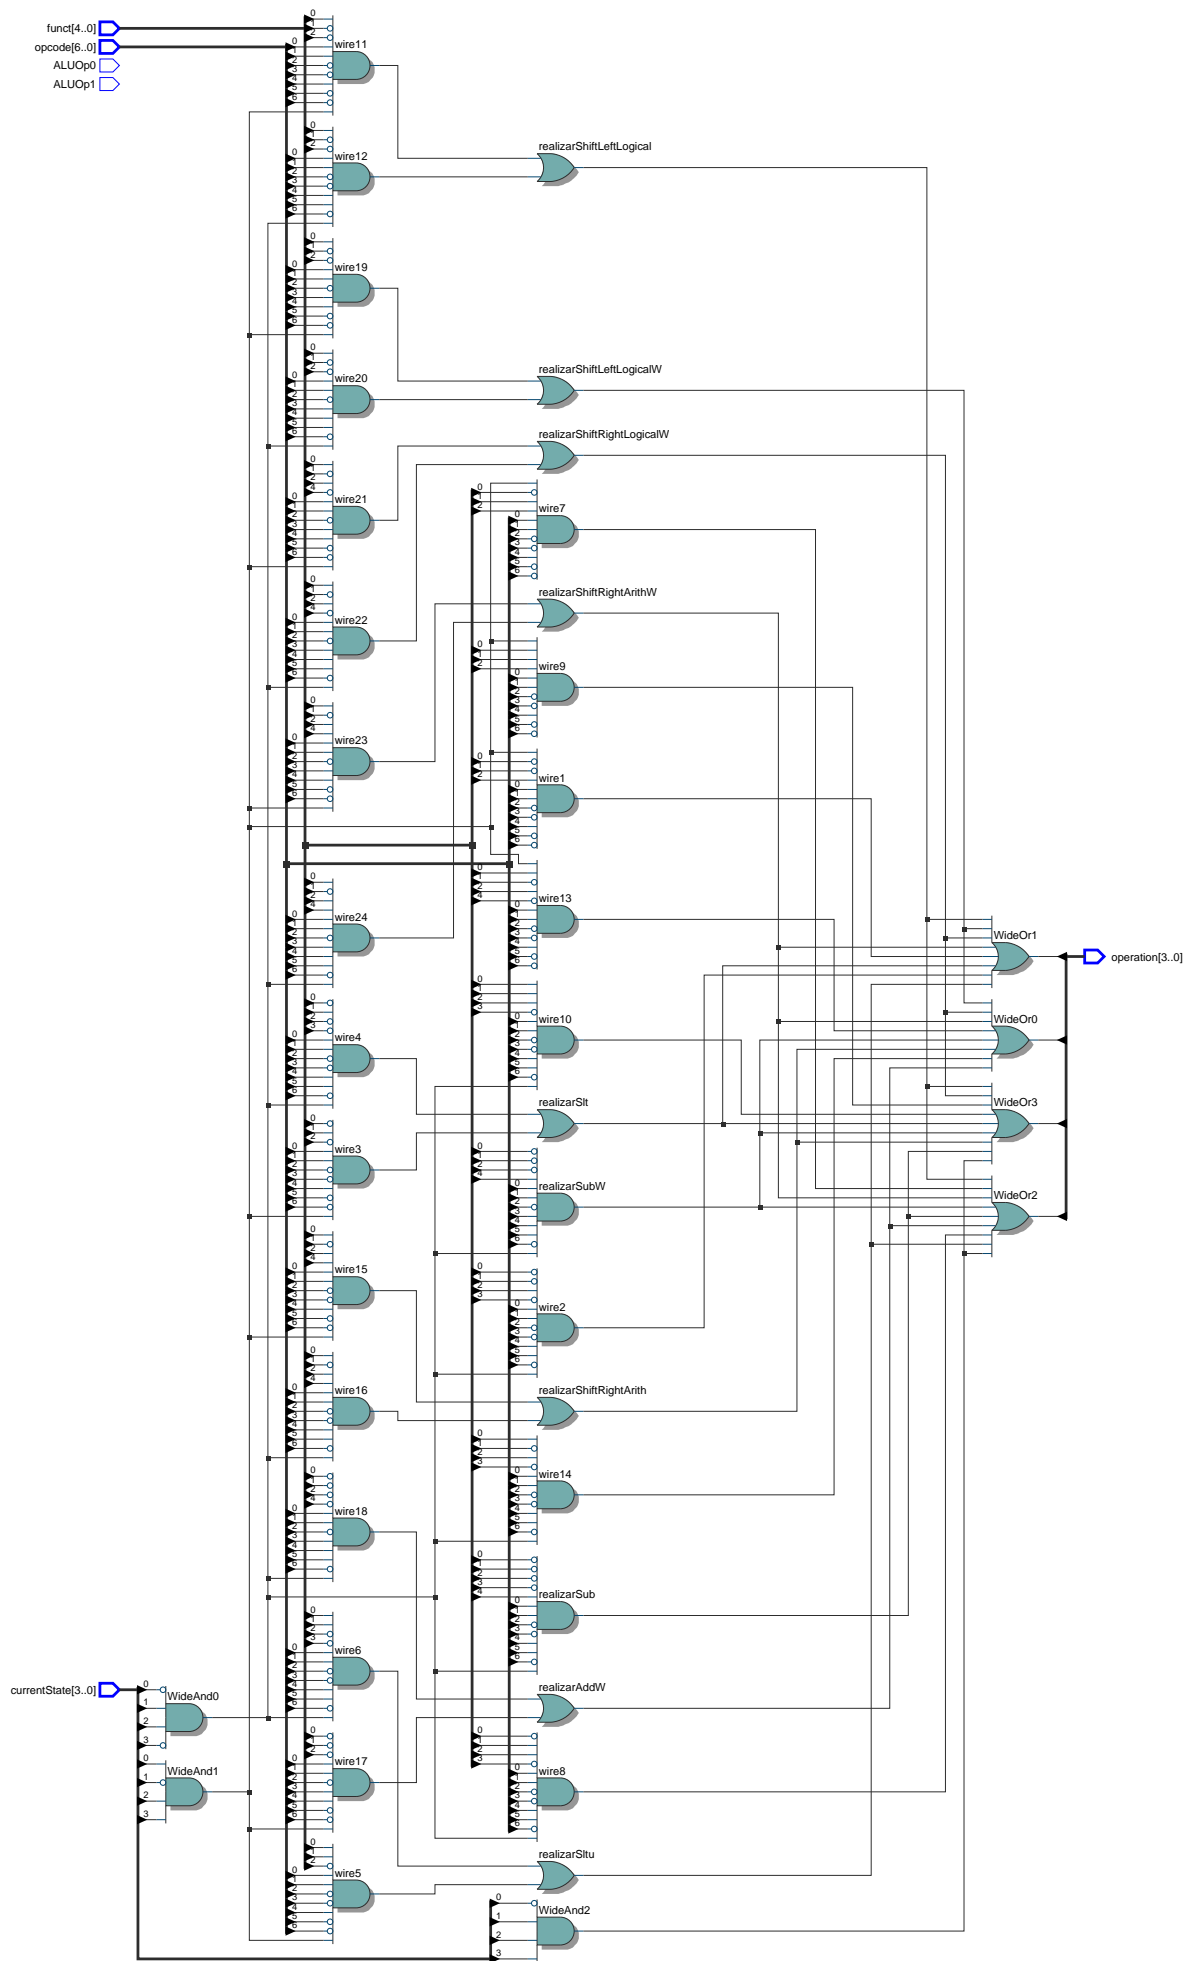 funct[4..0]
opcode[6..0]
ALUOp0
ALUOp1
wire11
wire12
realizarShiftLeftLogical
wire19
wire20
realizarShiftLeftLogicalW
realizarShiftRightLogicalW
wire21
wire7
wire22
realizarShiftRightArithW
wire9
wire23
wire1
wire24
wire13
WideOr1
operation[3..0]
wire4
wire10
WideOr0
realizarSlt
WideOr3
wire3
realizarSubW
WideOr2
wire15
wire2
wire16
realizarShiftRightArith
wire14
wire18
realizarSub
wire6
currentState[3..0]
WideAnd0
realizarAddW
WideAnd1
wire17
wire8
wire5
realizarSltu
WideAnd2